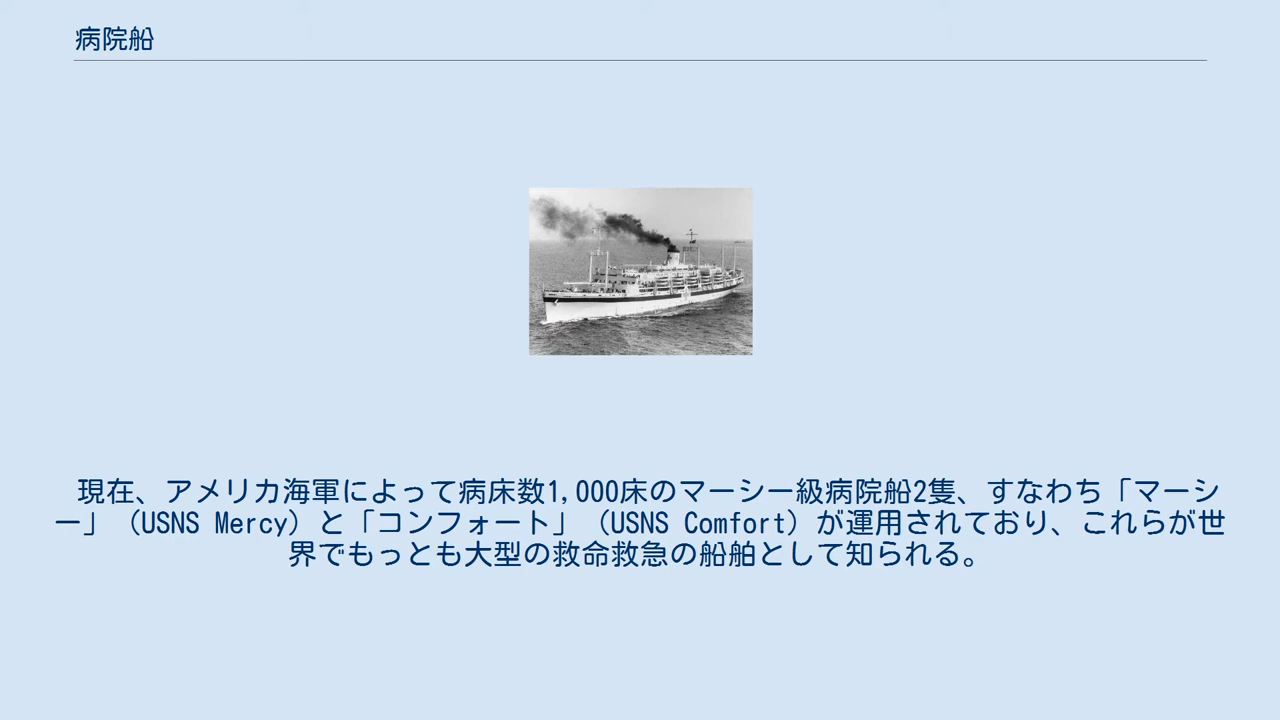 病院船
現在、アメリカ海軍によって病床数1,000床のマーシー級病院船2隻、すなわち「マーシ
ー」（USNS Mercy）と「コンフォート」（USNS Comfort）が運用されており、これらが世
界でもっとも大型の救命救急の船舶として知られる。